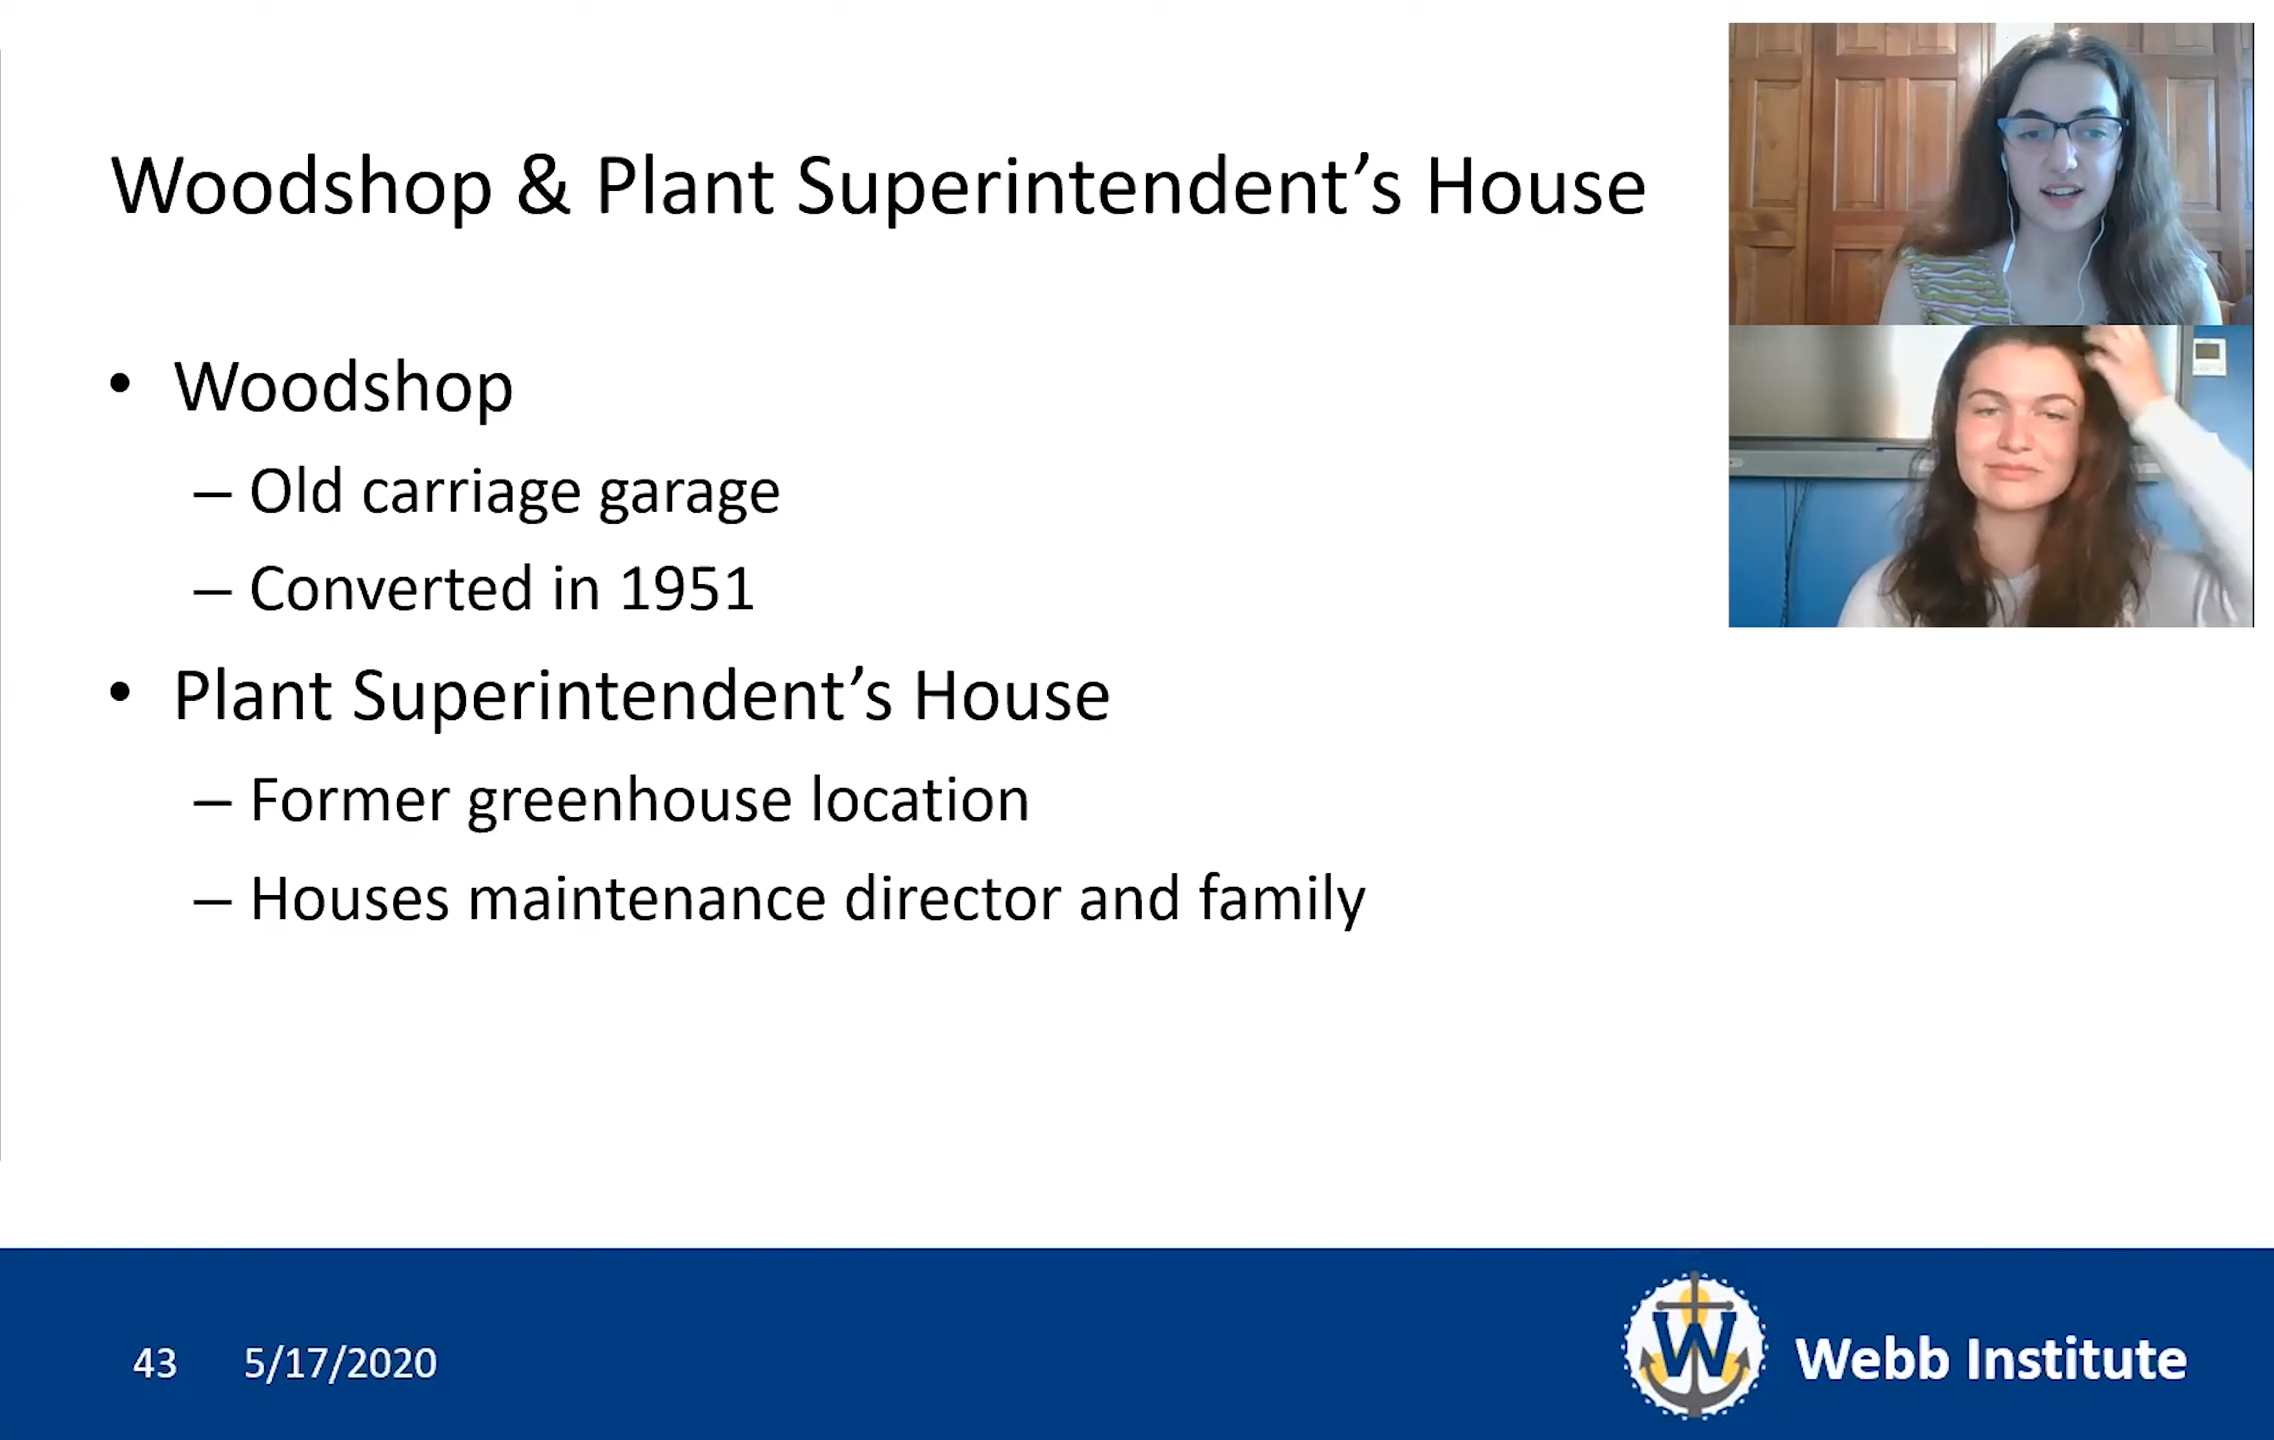 Woodshop & Plant Superintendent’s House
• Woodshop
– Old carriage garage
– Converted in 1951
• Plant Superintendent’s House
– Former greenhouse location
– Houses maintenance director and family
43 5/17/2020
W
Webb Institute